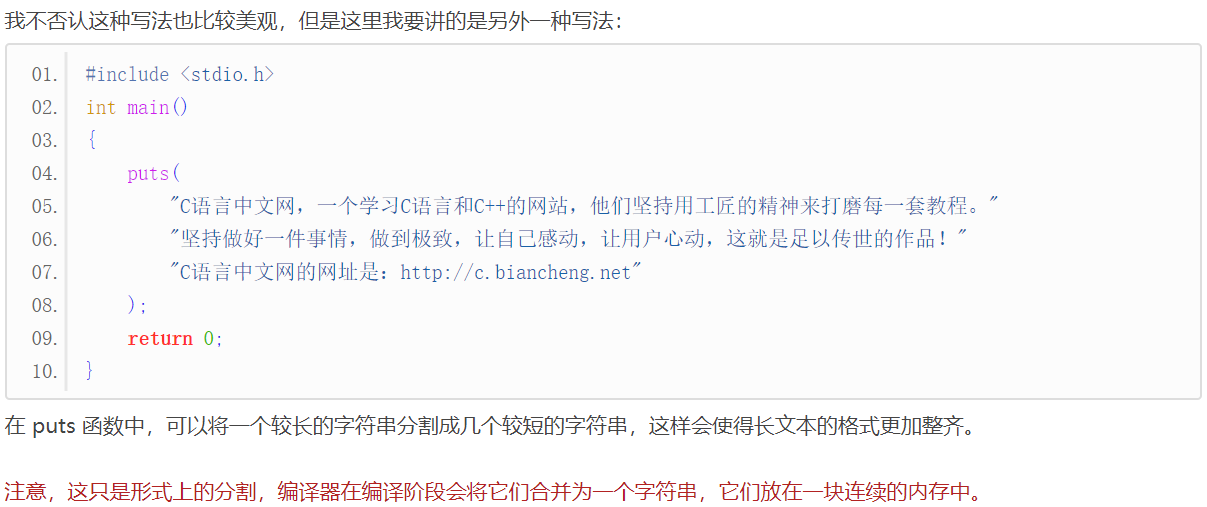 我不否认这种写法也比较美观，但是这里我要讲的是另外一种写法：
01. #include <stdio.h>
02. int main()
03. {
04. puts(
05. "C语言中文网，一个学习C语言和C++的网站，他们坚持用工匠的精神来打磨每一套教程。"
06. "坚持做好一件事情，做到极致，让自己感动，让用户心动，这就是足以传世的作品！"
07. "C语言中文网的网址是：http://c.biancheng.net"
08. );
09. return 0;
10. }
在 puts 函数中，可以将一个较长的字符串分割成几个较短的字符串，这样会使得长文本的格式更加整齐。
注意，这只是形式上的分割，编译器在编译阶段会将它们合并为一个字符串，它们放在一块连续的内存中。